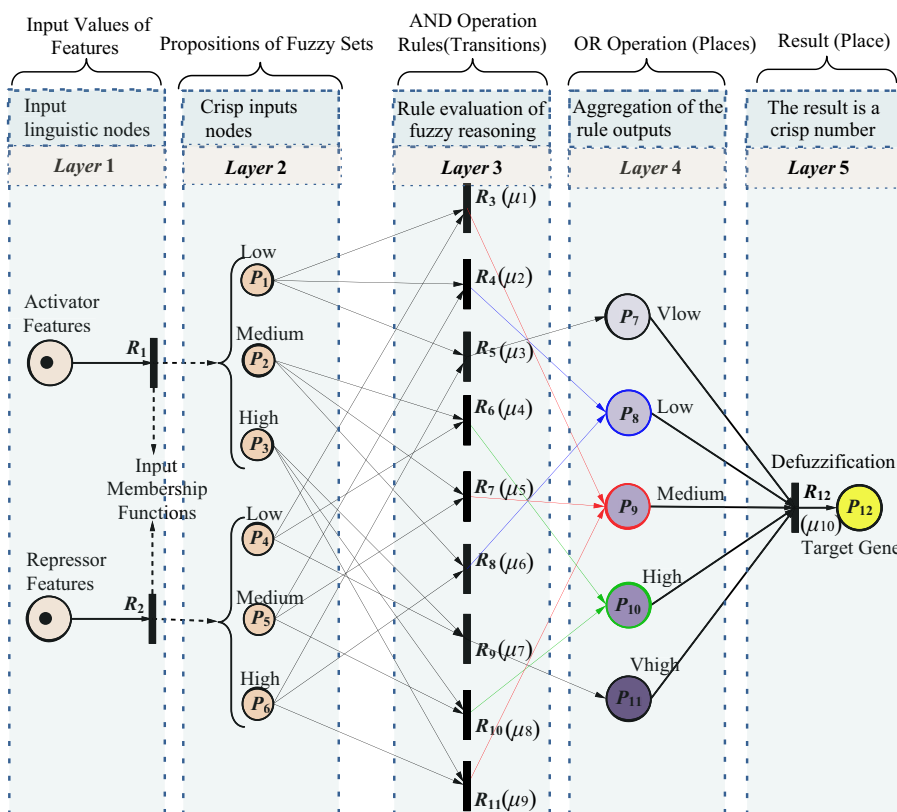 Input Values of
Features
Propositions of Fuzzy Sets
AND Operation
Rules(Transitions)
OR Operation (Places)
Result (Place)
Input
linguistic nodes
Crisp inputs
nodes
Rule evaluation of
fuzzy reasoning
Aggregation of the
rule outputs
The result is a
crisp number
Layer 1
Layer 2
Layer 3
Layer 4
Layer 5
Activator
Features
R1
Input
Membership
Functions
Repressor
Features
R2
Low
P1
Medium
P2
High
P3
Low
P4
Medium
P5
High
P6
R3 (μ1)
R4(μ2)
R5(μ3)
R6 (μ4)
R7(μ5)
R8(μ6)
R9(μ7)
R10(μ8)
R11(μ9)
P7
Vlow
P8
Low
P9
Medium
P10
High
P11
Vhigh
Defuzzification
R12
(μ10)
P12
Target Gene